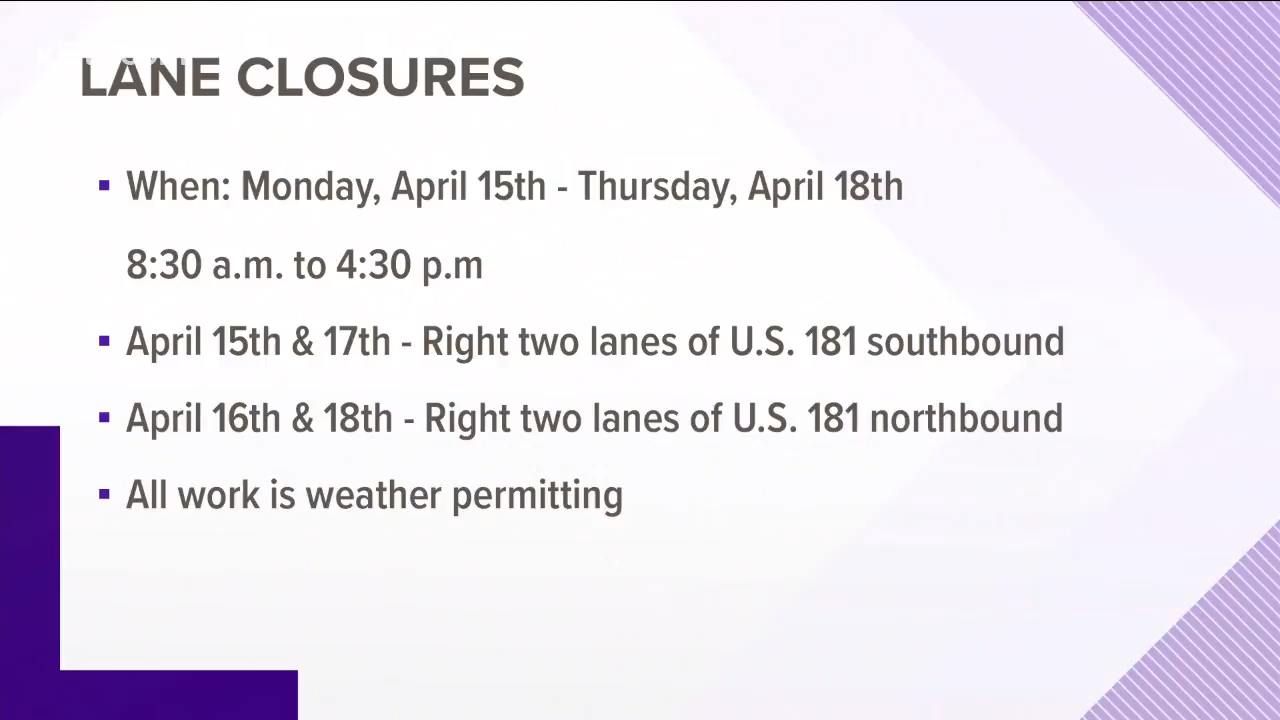 LANE CLOSURES
▪ When: Monday, April 15th - Thursday, April 18th
8:30 a.m. to 4:30 p.m
▪ April 15th & 17th - Right two lanes of U.S. 181 southbound
▪ April 16th & 18th - Right two lanes of U.S. 181 northbound
▪ All work is weather permitting